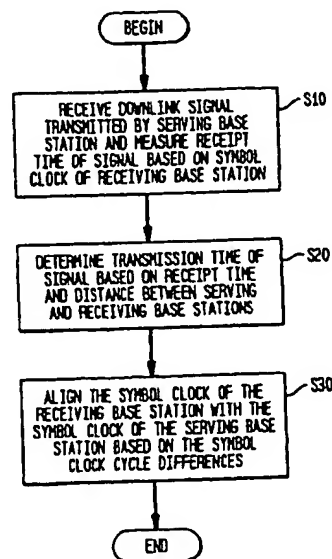 BEGIN
RECEIVE DOWNLINK SIGNAL
TRANSMITTED BY SERVING BASE
STATION AND MEASURE RECEIPT
TIME OF SIGNAL BASED ON SYMBOL
CLOCK OF RECEIVING BASE STATION
S10
DETERMINE TRANSMISSION TIME OF
SIGNAL BASED ON RECEIPT TIME
AND DISTANCE BETWEEN SERVING
AND RECEIVING BASE STATIONS
S20
ALIGN THE SYMBOL CLOCK OF THE
RECEIVING BASE STATION WITH THE
SYMBOL CLOCK OF THE SERVING BASE
STATION BASED ON THE SYMBOL
CLOCK CYCLE DIFFERENCES
S30
END